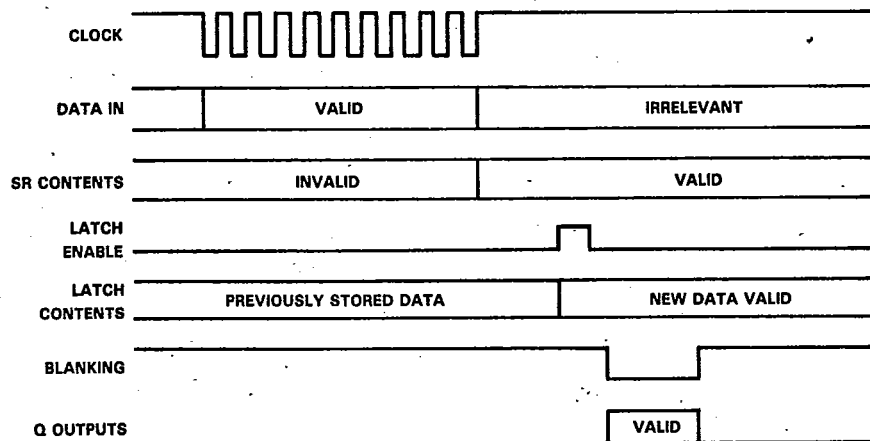 CLOCK
DATA IN
VALID
IRRELEVANT
SR CONTENTS
INVALID
VALID
LATCH
ENABLE
LATCH
CONTENTS
PREVIOUSLY STORED DATA
NEW DATA VALID
BLANKING
Q OUTPUTS
VALID